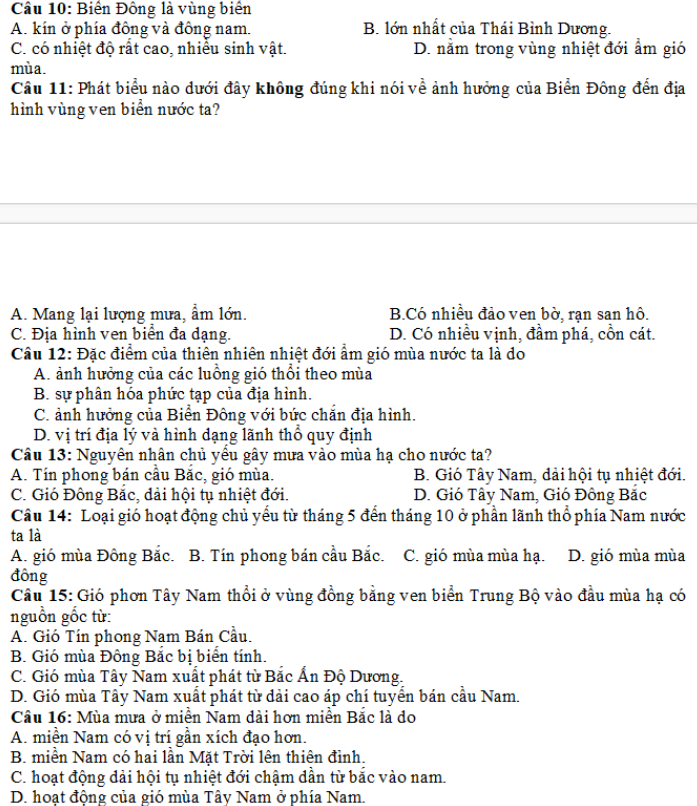 Câu 10: Biển Đông là vùng biển
A. kín ở phía đông và đông nam. B. lớn nhất của Thái Bình Dương.
C. có nhiệt độ rất cao, nhiều sinh vật. D. nằm trong vùng nhiệt đới ẩm gió
mùa.
Câu 11: Phát biểu nào dưới đây không đúng khi nói về ảnh hưởng của Biển Đông đến địa
hình vùng ven biển nước ta?
A. Mang lại lượng mưa, ẩm lớn. B.Có nhiều đảo ven bờ, rạn san hô.
C. Địa hình ven biển đa dạng. D. Có nhiều vịnh, đầm phá, cồn cát.
Câu 12: Đặc điểm của thiên nhiên nhiệt đới ẩm gió mùa nước ta là do
A. ảnh hưởng của các luồng gió thổi theo mùa
B. sự phân hóa phức tạp của địa hình.
C. ảnh hưởng của Biển Đông với bức chắn địa hình.
D. vị trí địa lý và hình dạng lãnh thổ quy định
Câu 13: Nguyên nhân chủ yếu gây mưa vào mùa hạ cho nước ta?
A. Tín phong bán cầu Bắc, gió mùa. B. Gió Tây Nam, dải hội tụ nhiệt đới.
C. Gió Đông Bắc, dải hội tụ nhiệt đới. D. Gió Tây Nam, Gió Đông Bắc
Câu 14: Loại gió hoạt động chủ yếu từ tháng 5 đến tháng 10 ở phần lãnh thổ phía Nam nước
ta là
A. gió mùa Đông Bắc. B. Tín phong bán cầu Bắc. C. gió mùa mùa hạ. D. gió mùa mùa
đông
Câu 15: Gió phơn Tây Nam thổi ở vùng đồng bằng ven biển Trung Bộ vào đầu mùa hạ có
nguồn gốc từ:
A. Gió Tín phong Nam Bán Cầu.
B. Gió mùa Đông Bắc bị biến tính.
C. Gió mùa Tây Nam xuất phát từ Bắc Ấn Độ Dương.
D. Gió mùa Tây Nam xuất phát từ dải cao áp chí tuyến bán cầu Nam.
Câu 16: Mùa mưa ở miền Nam dài hơn miền Bắc là do
A. miền Nam có vị trí gần xích đạo hơn.
B. miền Nam có hai lần Mặt Trời lên thiên đỉnh.
C. hoạt động dải hội tụ nhiệt đới chậm dần từ bắc vào nam.
D. hoạt động của gió mùa Tây Nam ở phía Nam.